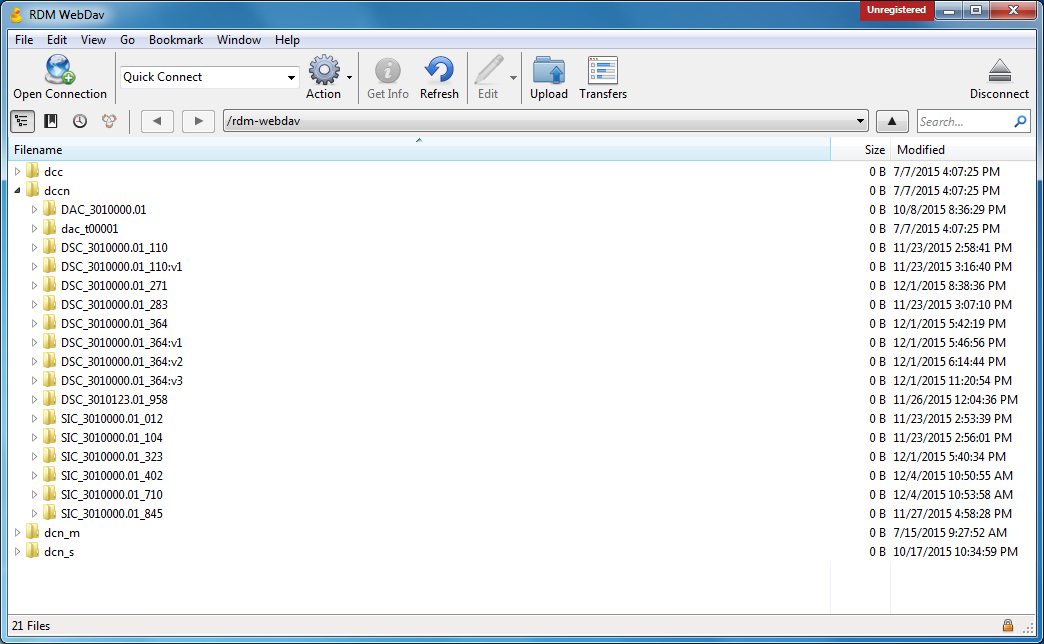 RDM WebDav
Unregistered
File Edit View Go Bookmark Window Help
Open Connection
Quick Connect
Action
Get Info
Refresh
Edit
Upload
Transfers
Disconnect
/rdm-webdav
Search...
Filename Size Modified
dcc 0 B 7/7/2015 4:07:25 PM
dccn 0 B 7/7/2015 4:07:25 PM
DAC_3010000.01 0 B 10/8/2015 8:36:29 PM
dac_t00001 0 B 7/7/2015 4:07:25 PM
DSC_3010000.01_110 0 B 11/23/2015 2:58:41 PM
DSC_3010000.01_110:v1 0 B 11/23/2015 3:16:40 PM
DSC_3010000.01_271 0 B 12/1/2015 8:38:36 PM
DSC_3010000.01_283 0 B 11/23/2015 3:07:10 PM
DSC_3010000.01_364 0 B 12/1/2015 5:42:19 PM
DSC_3010000.01_364:v1 0 B 12/1/2015 5:46:56 PM
DSC_3010000.01_364:v2 0 B 12/1/2015 6:14:44 PM
DSC_3010000.01_364:v3 0 B 12/1/2015 11:20:54 PM
DSC_3010123.01_958 0 B 11/26/2015 12:04:36 PM
SIC_3010000.01_012 0 B 11/23/2015 2:53:39 PM
SIC_3010000.01_104 0 B 11/23/2015 2:56:01 PM
SIC_3010000.01_323 0 B 12/1/2015 5:40:34 PM
SIC_3010000.01_402 0 B 12/4/2015 10:50:55 AM
SIC_3010000.01_710 0 B 12/4/2015 10:53:58 AM
SIC_3010000.01_845 0 B 11/27/2015 4:58:28 PM
dcn_m 0 B 7/15/2015 9:27:52 AM
dcn_s 0 B 10/17/2015 10:34:59 PM
21 Files